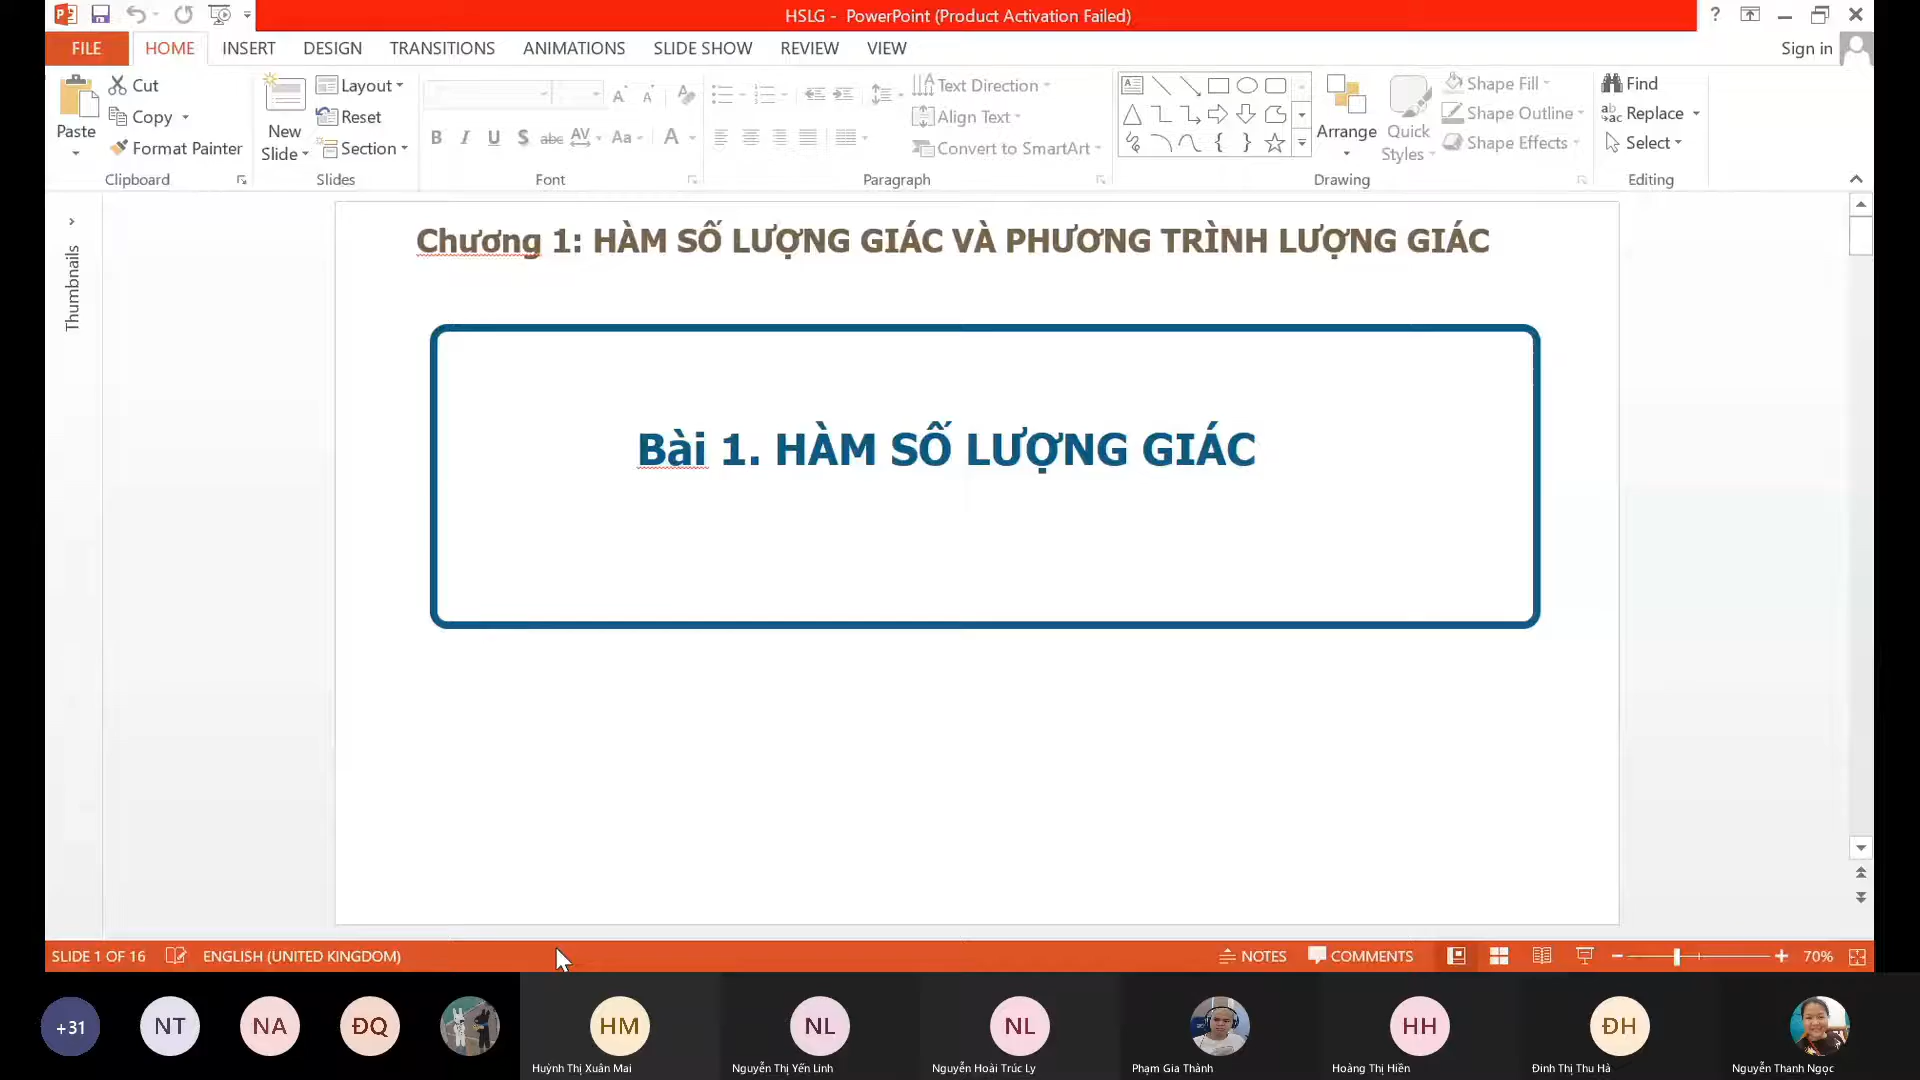 HSLG - PowerPoint (Product Activation Failed)
?
FILE HOME INSERT DESIGN TRANSITIONS ANIMATIONS SLIDE SHOW REVIEW VIEW Sign in
Paste
Cut
Copy
Format Painter
Clipboard
New
Slide
Layout
Reset
Section
Slides
B I U S abc AV Aa A
Font
Text Direction
Align Text
Convert to SmartArt
Paragraph
Arrange
Quick
Styles
Shape Fill
Shape Outline
Shape Effects
Drawing
Find
Replace
Select
Editing
Thumbnails
Chương 1: HÀM SỐ LƯỢNG GIÁC VÀ PHƯƠNG TRÌNH LƯỢNG GIÁC
Bài 1. HÀM SỐ LƯỢNG GIÁC
SLIDE 1 OF 16 ENGLISH (UNITED KINGDOM) NOTES COMMENTS 70%
+31 NT NA ĐQ HM NL NL HH ĐH
Huỳnh Thị Xuân Mai Nguyễn Thị Yến Linh Nguyễn Hoài Trúc Ly Phạm Gia Thành Hoàng Thị Hiền Đinh Thị Thu Hà Nguyễn Thanh Ngọc